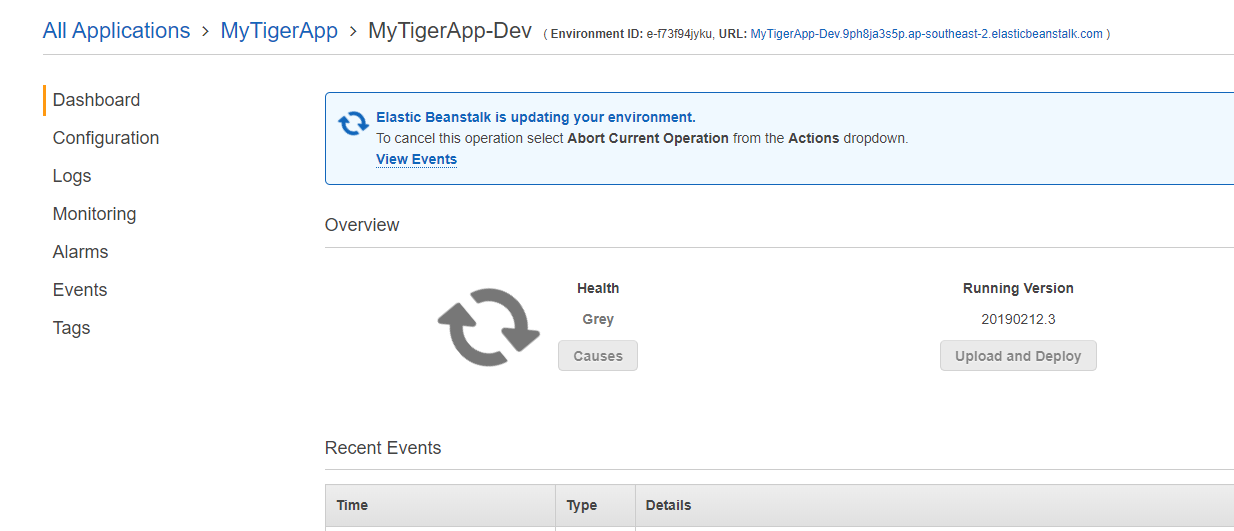 All Applications > MyTigerApp > MyTigerApp-Dev ( Environment ID: e-f73f94jyku, URL: MyTigerApp-Dev.9ph8ja3s5p.ap-southeast-2.elasticbeanstalk.com )
Dashboard
Configuration
Logs
Monitoring
Alarms
Events
Tags
Elastic Beanstalk is updating your environment.
To cancel this operation select Abort Current Operation from the Actions dropdown.
View Events
Overview
Health
Grey
Causes
Running Version
20190212.3
Upload and Deploy
Recent Events
Time Type Details